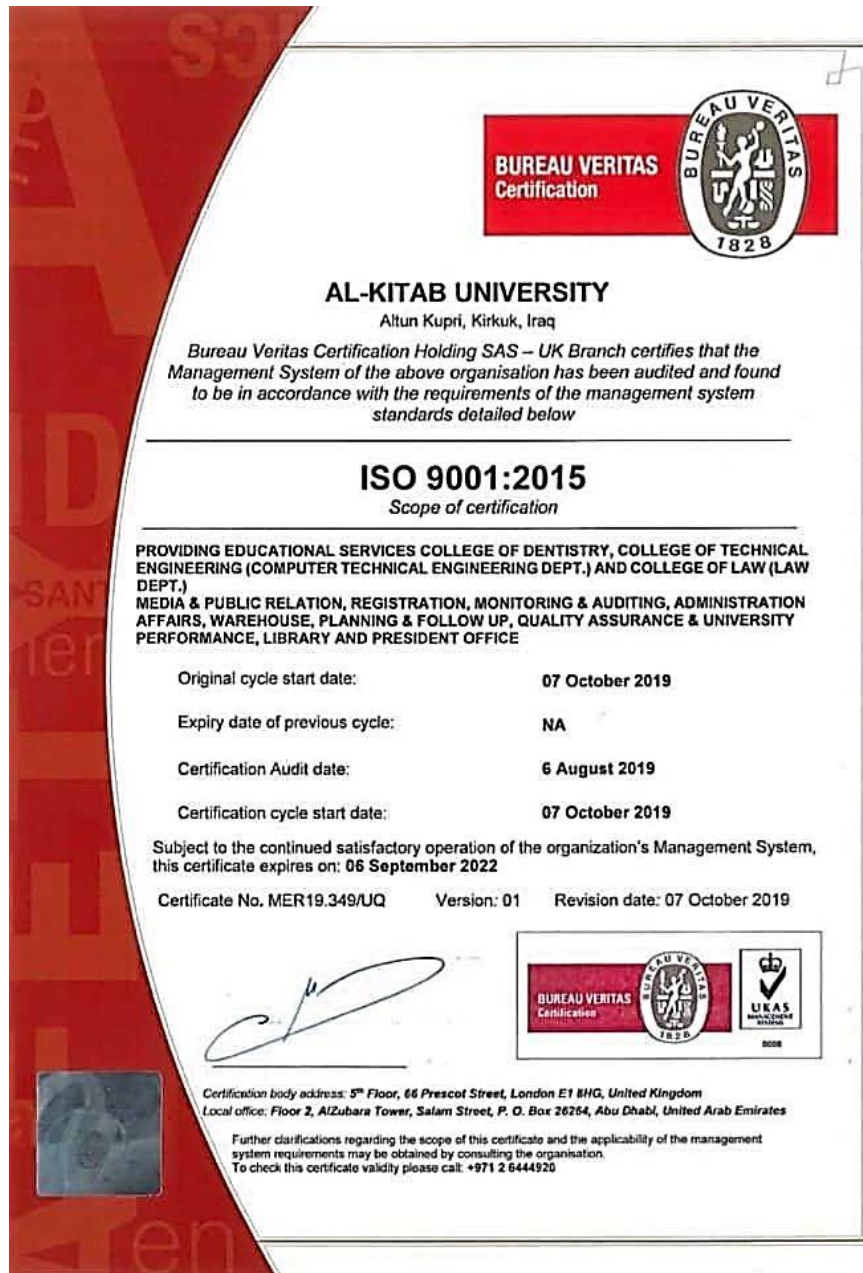 BUREAU VERITAS
Certification
BUREAU VERITAS
1828
AL-KITAB UNIVERSITY
Altun Kupri, Kirkuk, Iraq
Bureau Veritas Certification Holding SAS – UK Branch certifies that the
Management System of the above organisation has been audited and found
to be in accordance with the requirements of the management system
standards detailed below
ISO 9001:2015
Scope of certification
PROVIDING EDUCATIONAL SERVICES COLLEGE OF DENTISTRY, COLLEGE OF TECHNICAL
ENGINEERING (COMPUTER TECHNICAL ENGINEERING DEPT.) AND COLLEGE OF LAW (LAW
DEPT.)
MEDIA & PUBLIC RELATION, REGISTRATION, MONITORING & AUDITING, ADMINISTRATION
AFFAIRS, WAREHOUSE, PLANNING & FOLLOW UP, QUALITY ASSURANCE & UNIVERSITY
PERFORMANCE, LIBRARY AND PRESIDENT OFFICE
Original cycle start date: 07 October 2019
Expiry date of previous cycle: NA
Certification Audit date: 6 August 2019
Certification cycle start date: 07 October 2019
Subject to the continued satisfactory operation of the organization's Management System,
this certificate expires on: 06 September 2022
Certificate No. MER19.349/UQ Version: 01 Revision date: 07 October 2019
BUREAU VERITAS
Certification
BUREAU VERITAS
1828
UKAS
MANAGEMENT
SYSTEMS
0008
Certification body address: 5th Floor, 66 Prescot Street, London E1 8HG, United Kingdom
Local office: Floor 2, AlZubara Tower, Salam Street, P. O. Box 26264, Abu Dhabi, United Arab Emirates
Further clarifications regarding the scope of this certificate and the applicability of the management
system requirements may be obtained by consulting the organisation.
To check this certificate validity please call: +971 2 6444920